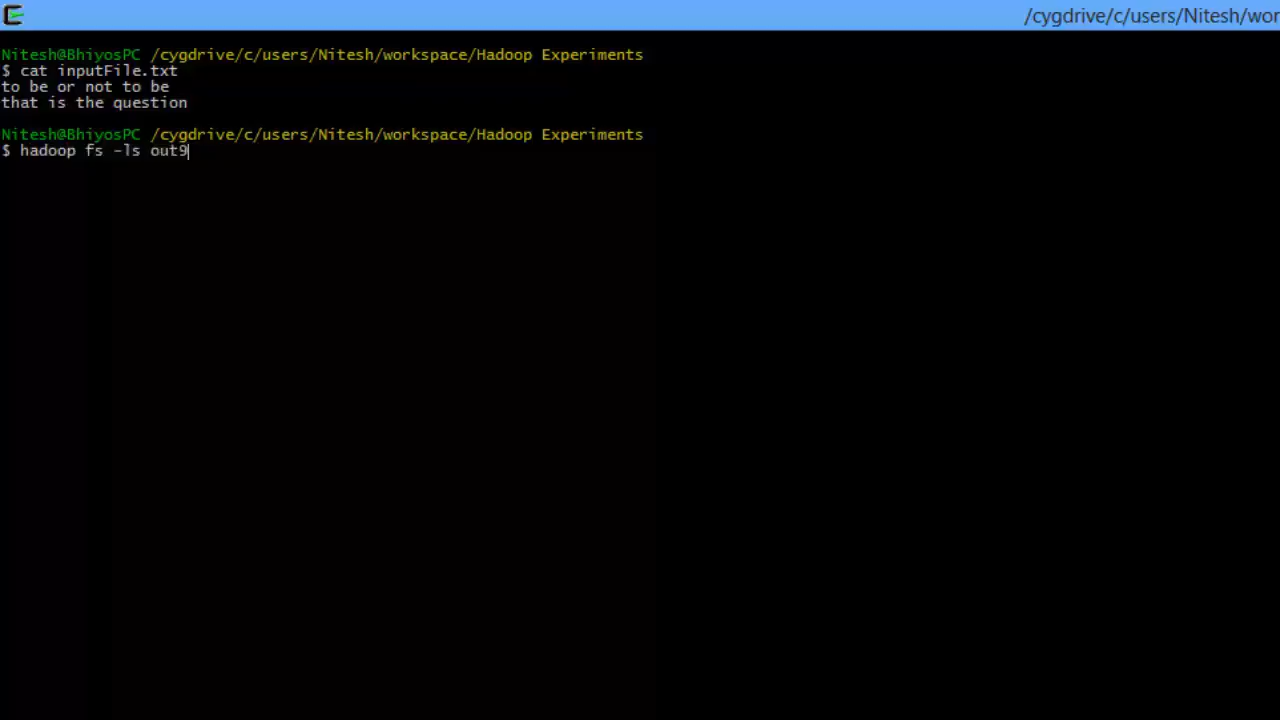 /cygdrive/c/users/Nitesh/wor
Nitesh@BhiyosPC /cygdrive/c/users/Nitesh/workspace/Hadoop Experiments
$ cat inputFile.txt
to be or not to be
that is the question
Nitesh@BhiyosPC /cygdrive/c/users/Nitesh/workspace/Hadoop Experiments
$ hadoop fs -ls out9